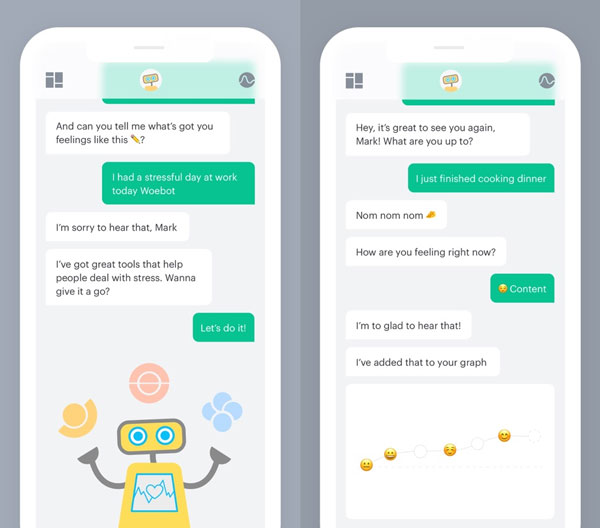 And can you tell me what's got you
feelings like this ✏️?
I had a stressful day at work
today Woebot
I'm sorry to hear that, Mark
I've got great tools that help
people deal with stress. Wanna
give it a go?
Let's do it!
Hey, it's great to see you again,
Mark! What are you up to?
I just finished cooking dinner
Nom nom nom 🌮
How are you feeling right now?
😌 Content
I'm to glad to hear that!
I've added that to your graph